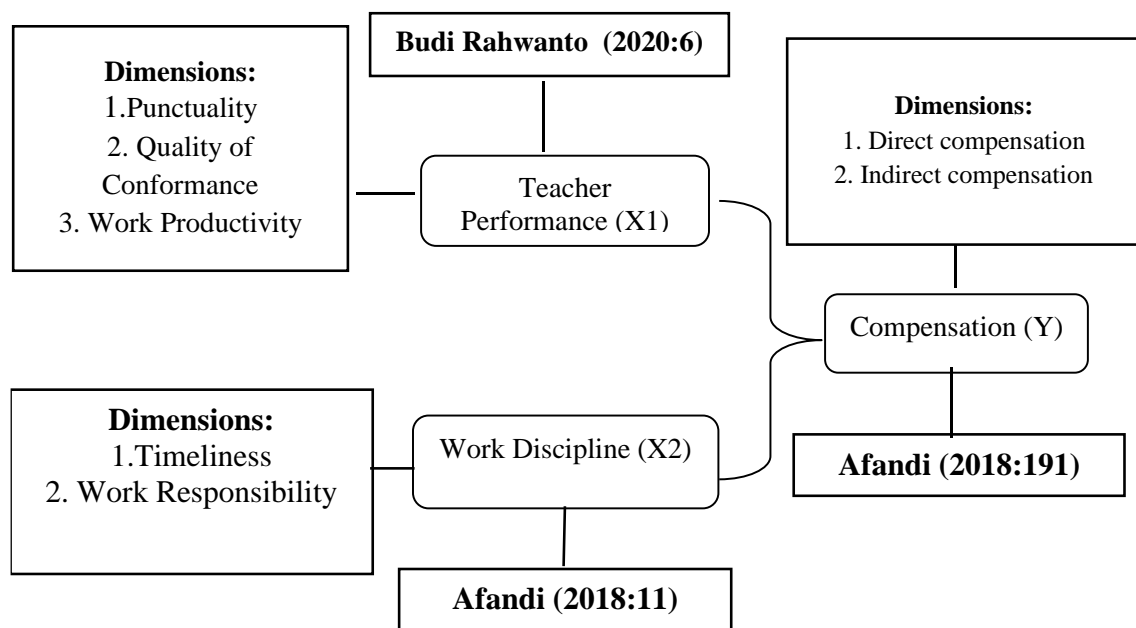 Budi Rahwanto (2020:6)
Dimensions:
1.Punctuality
2. Quality of
Conformance
3. Work Productivity
Teacher
Performance (X1)
Dimensions:
1. Direct compensation
2. Indirect compensation
Compensation (Y)
Dimensions:
1.Timeliness
2. Work Responsibility
Work Discipline (X2)
Afandi (2018:191)
Afandi (2018:11)